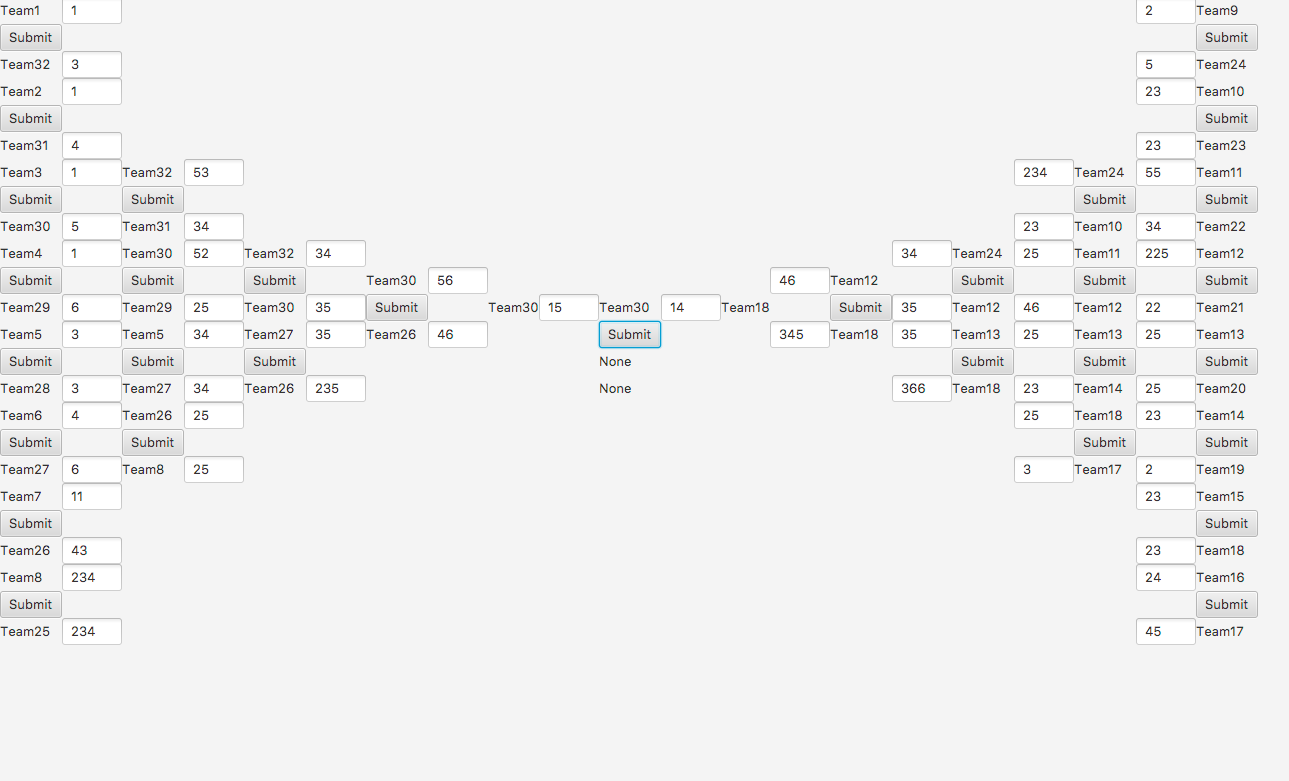 Team1 1 2 Team9
Submit Submit
Team32 3 5 Team24
Team2 1 23 Team10
Submit Submit
Team31 4 23 Team23
Team3 1 Team32 53 234 Team24 55 Team11
Submit Submit Submit Submit
Team30 5 Team31 34 23 Team10 34 Team22
Team4 1 Team30 52 Team32 34 34 Team24 25 Team11 225 Team12
Submit Submit Submit Team30 56 46 Team12 Submit Submit Submit
Team29 6 Team29 25 Team30 35 Submit Team30 15 Team30 14 Team18 Submit 35 Team12 46 Team12 22 Team21
Team5 3 Team5 34 Team27 35 Team26 46 Submit 345 Team18 35 Team13 25 Team13 25 Team13
Submit Submit Submit None Submit Submit Submit
Team28 3 Team27 34 Team26 235 None 366 Team18 23 Team14 25 Team20
Team6 4 Team26 25 25 Team18 23 Team14
Submit Submit Submit Submit
Team27 6 Team8 25 3 Team17 2 Team19
Team7 11 23 Team15
Submit Submit
Team26 43 23 Team18
Team8 234 24 Team16
Submit Submit
Team25 234 45 Team17